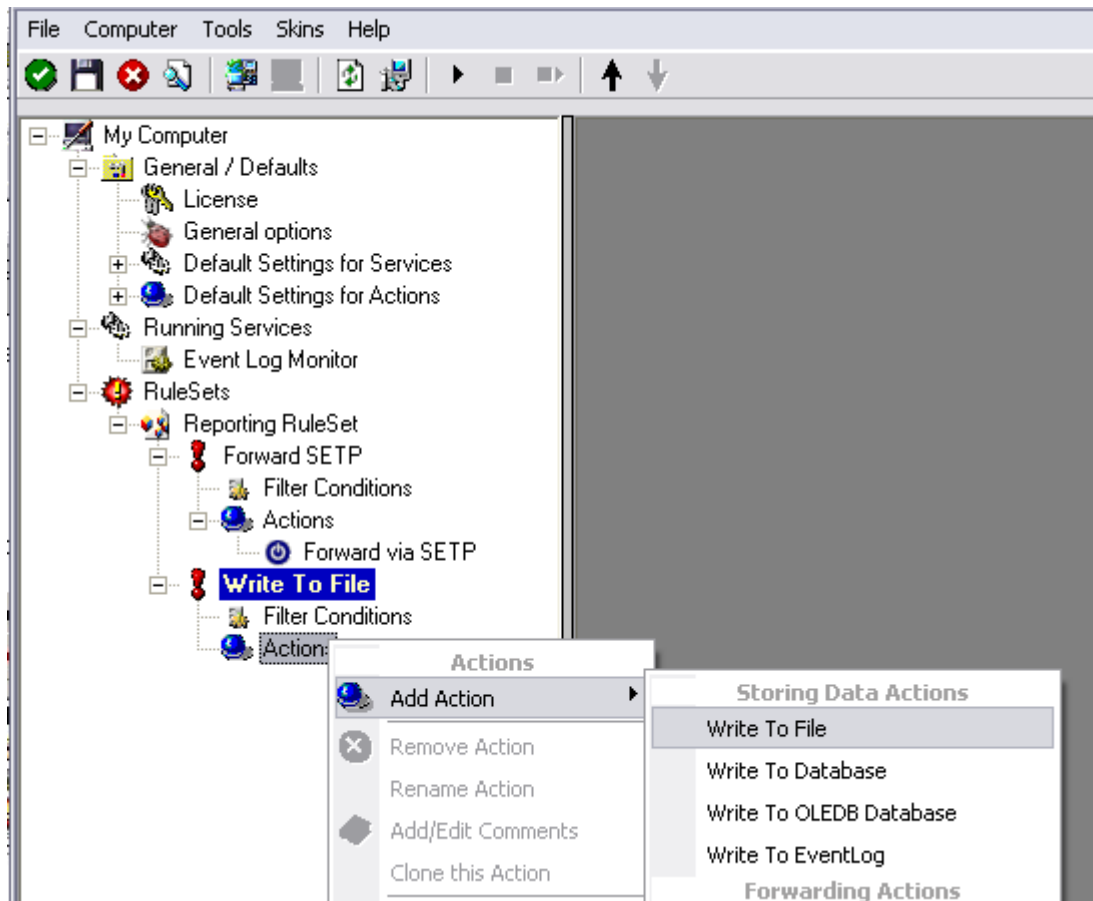 File Computer Tools Skins Help
My Computer
General / Defaults
License
General options
Default Settings for Services
Default Settings for Actions
Running Services
Event Log Monitor
RuleSets
Reporting RuleSet
Forward SETP
Filter Conditions
Actions
Forward via SETP
Write To File
Filter Conditions
Actions
Actions
Add Action
Remove Action
Rename Action
Add/Edit Comments
Clone this Action
Storing Data Actions
Write To File
Write To Database
Write To OLEDB Database
Write To EventLog
Forwarding Actions